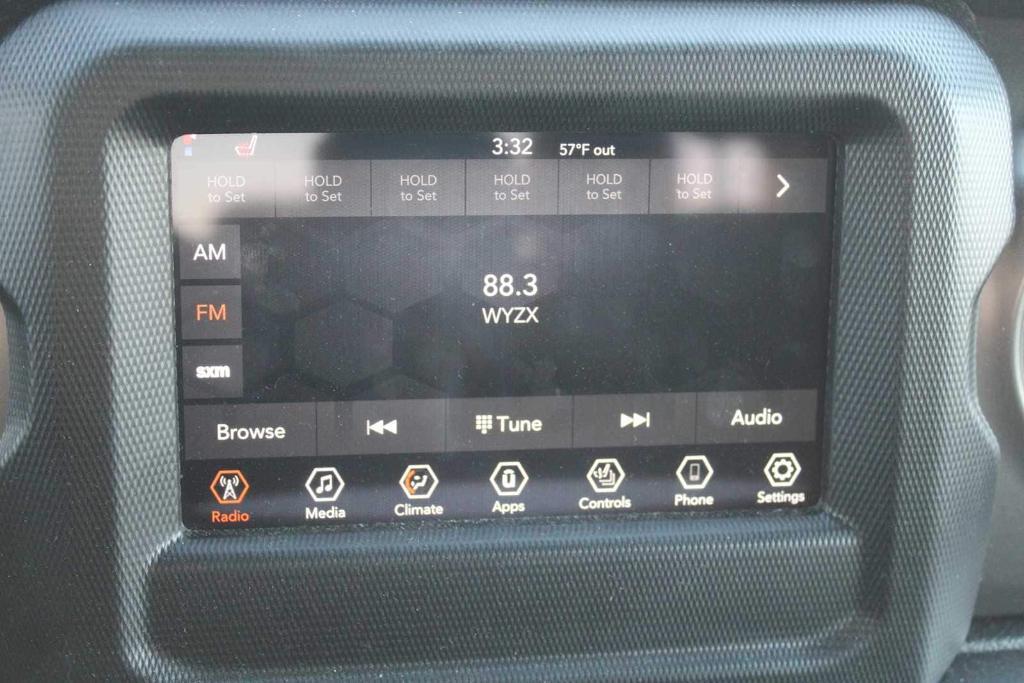 3:32 57°F out
HOLD to Set
HOLD to Set
HOLD to Set
HOLD to Set
HOLD to Set
HOLD to Set
AM
FM
sxm
88.3
WYZX
Browse Tune Audio
Radio Media Climate Apps Controls Phone Settings